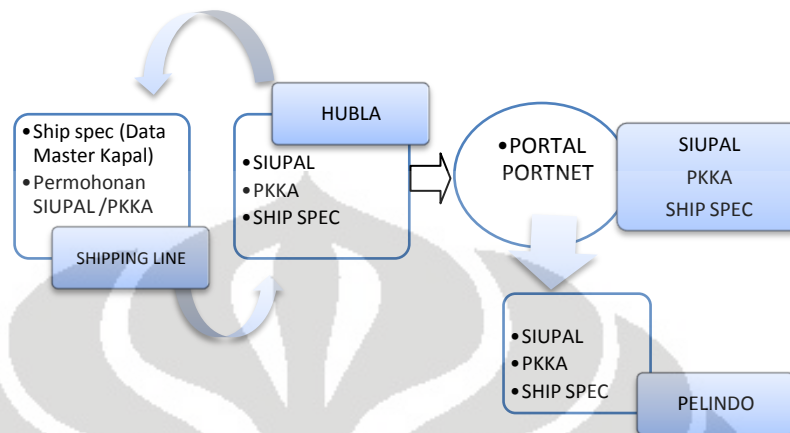 •Ship spec (Data
Master Kapal)
•Permohonan
SIUPAL /PKKA
SHIPPING LINE
HUBLA
•SIUPAL
•PKKA
•SHIP SPEC
•PORTAL
PORTNET
SIUPAL
PKKA
SHIP SPEC
•SIUPAL
•PKKA
•SHIP SPEC
PELINDO